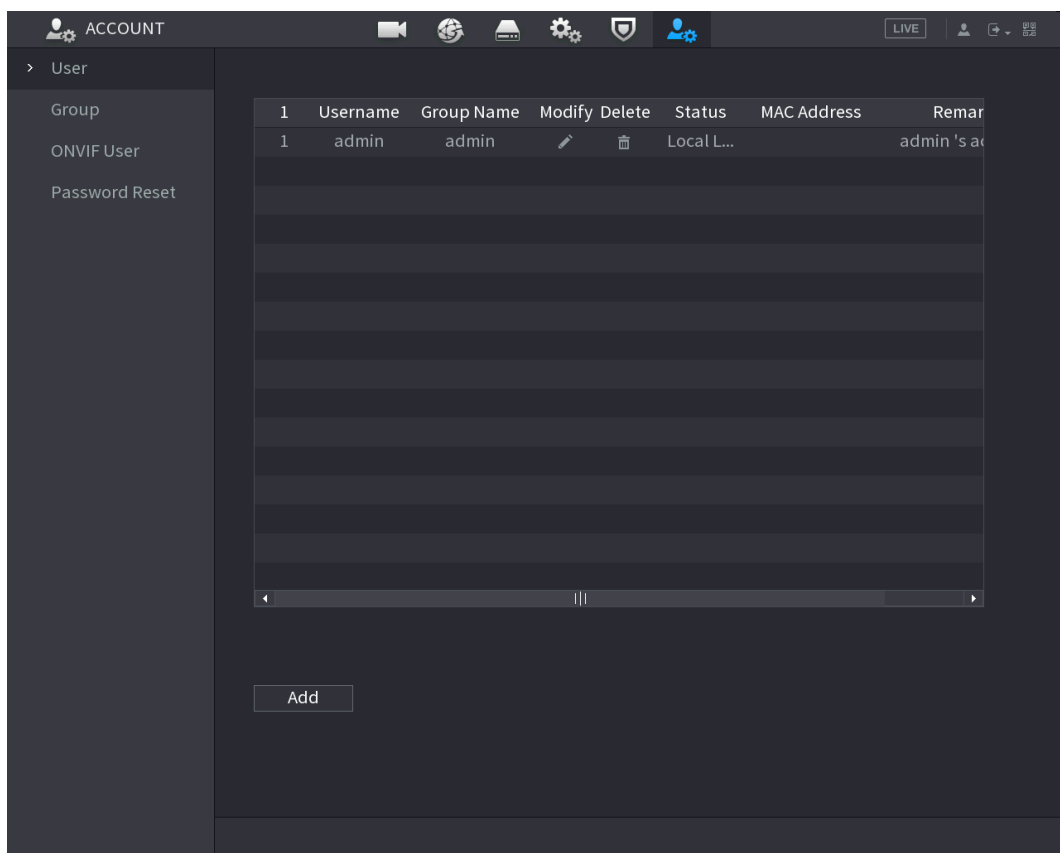 ACCOUNT LIVE
User
Group
ONVIF User
Password Reset
1 Username Group Name Modify Delete Status MAC Address Remar
1 admin admin Local L... admin 's ac
Add